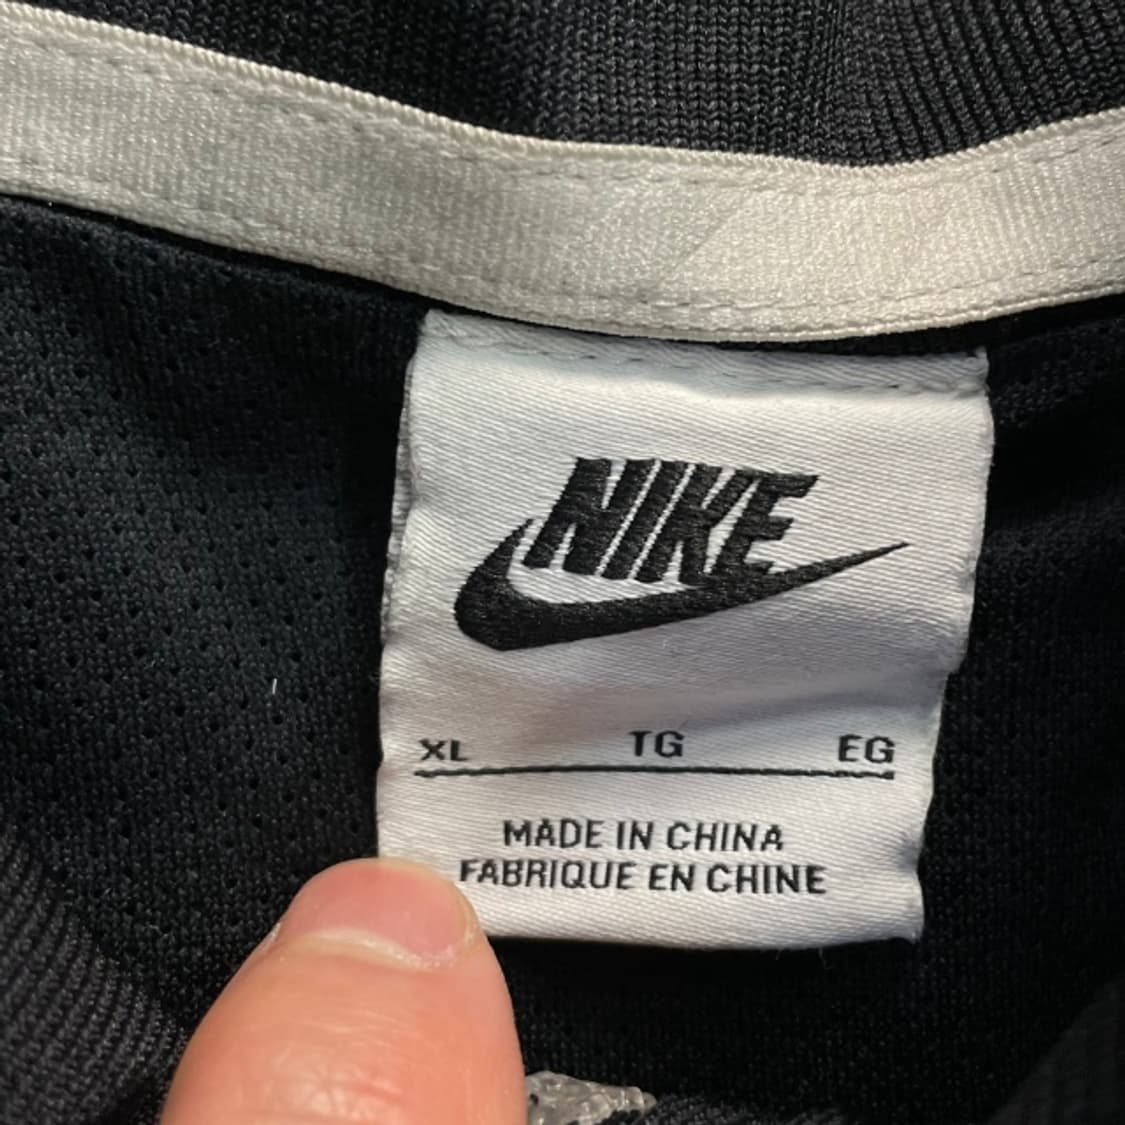 NIKE
XL TG EG
MADE IN CHINA
FABRIQUE EN CHINE